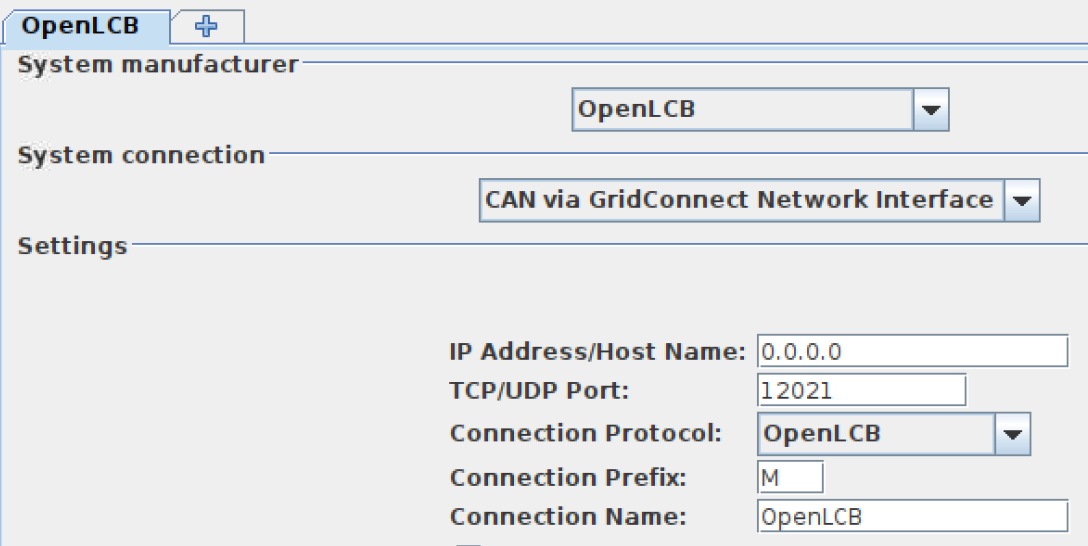 OpenLCB
System manufacturer
OpenLCB
System connection
CAN via GridConnect Network Interface
Settings
IP Address/Host Name: 0.0.0.0
TCP/UDP Port: 12021
Connection Protocol: OpenLCB
Connection Prefix: M
Connection Name: OpenLCB